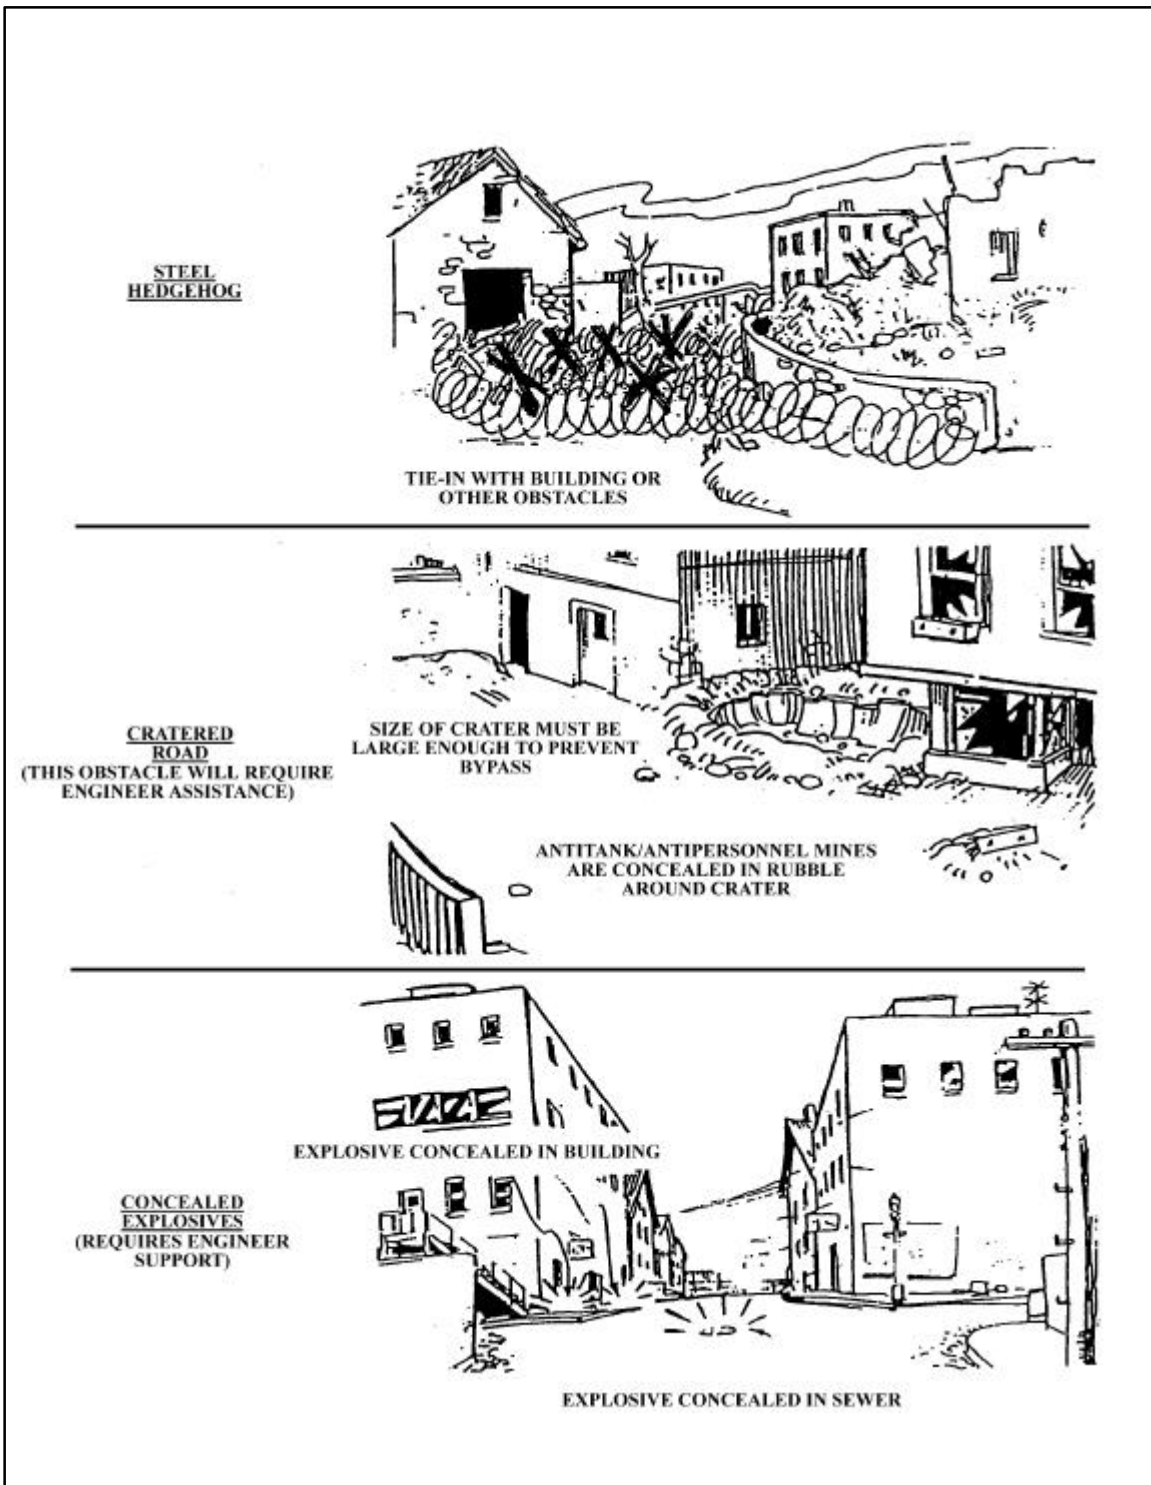 STEEL
HEDGEHOG
TIE-IN WITH BUILDING OR
OTHER OBSTACLES
CRATERED
ROAD
(THIS OBSTACLE WILL REQUIRE
ENGINEER ASSISTANCE)
SIZE OF CRATER MUST BE
LARGE ENOUGH TO PREVENT
BYPASS
ANTITANK/ANTIPERSONNEL MINES
ARE CONCEALED IN RUBBLE
AROUND CRATER
EXPLOSIVE CONCEALED IN BUILDING
CONCEALED
EXPLOSIVES
(REQUIRES ENGINEER
SUPPORT)
EXPLOSIVE CONCEALED IN SEWER